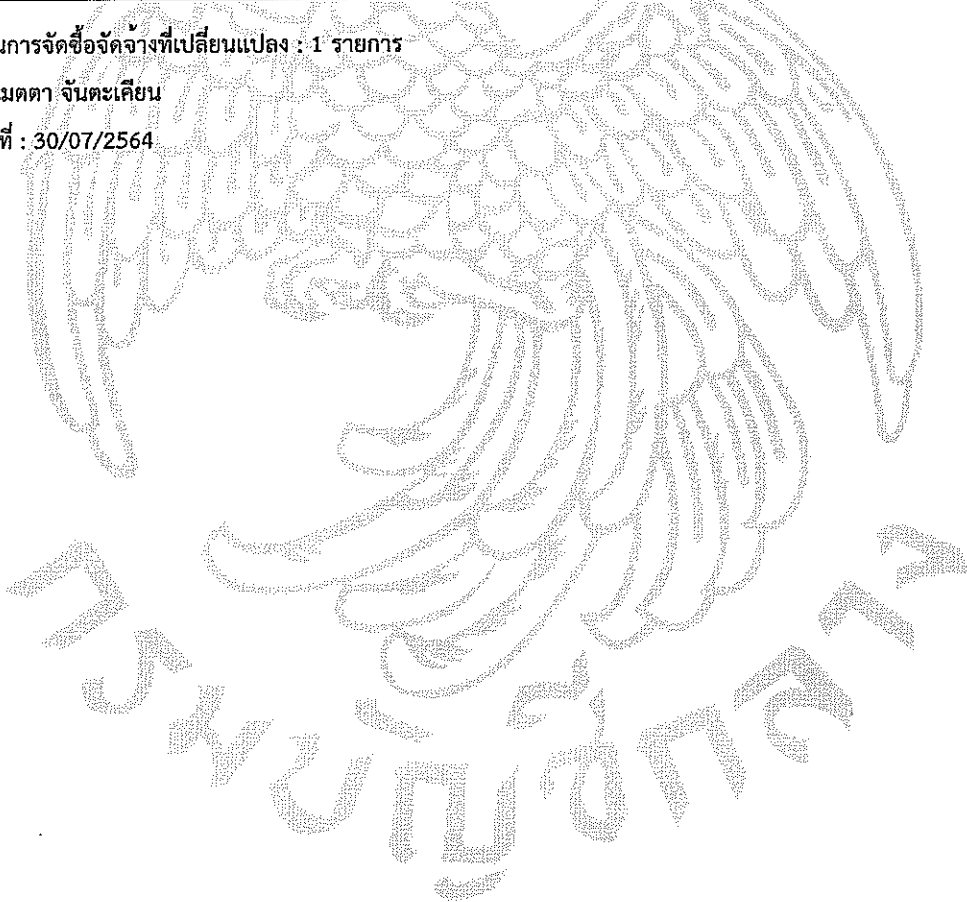 นการจัดซื้อจัดจ้างที่เปลี่ยนแปลง : 1 รายการ
เมตตา จันตะเคียน
ที่ : 30/07/2564
กรมบัญชีกลาง